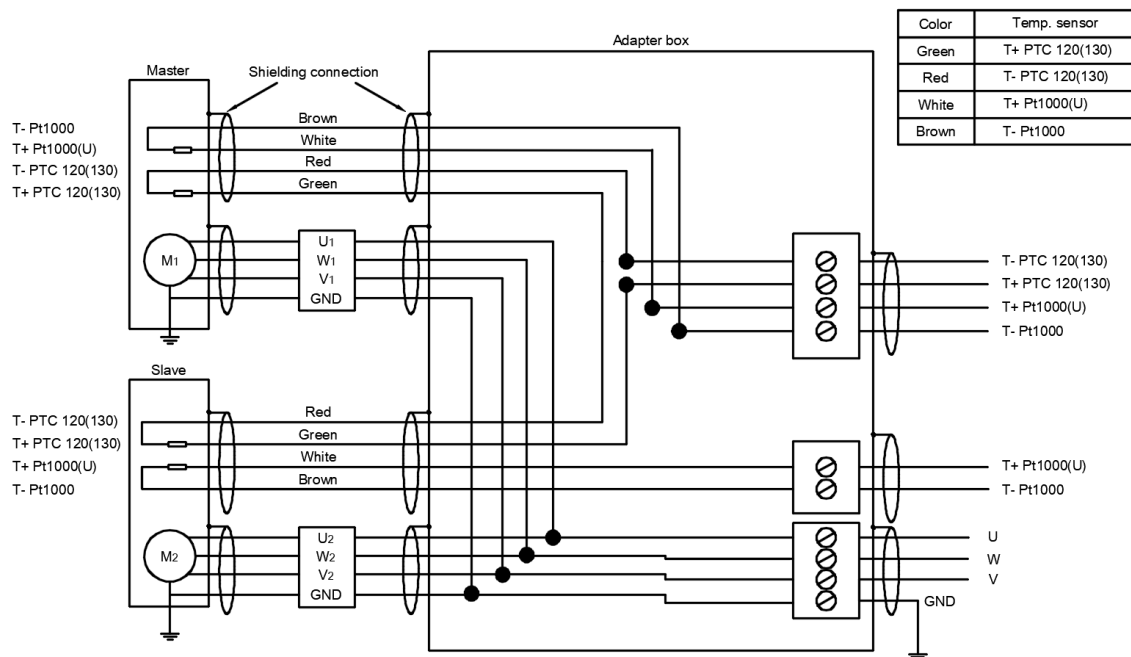 Color Temp. sensor
Green T+ PTC 120(130)
Red T- PTC 120(130)
White T+ Pt1000(U)
Brown T- Pt1000
Adapter box
Master
Shielding connection
T- Pt1000
T+ Pt1000(U)
T- PTC 120(130)
T+ PTC 120(130)
Brown
White
Red
Green
M1
U1
W1
V1
GND
T- PTC 120(130)
T+ PTC 120(130)
T+ Pt1000(U)
T- Pt1000
Slave
T- PTC 120(130)
T+ PTC 120(130)
T+ Pt1000(U)
T- Pt1000
Red
Green
White
Brown
T+ Pt1000(U)
T- Pt1000
M2
U2
W2
V2
GND
U
W
V
GND